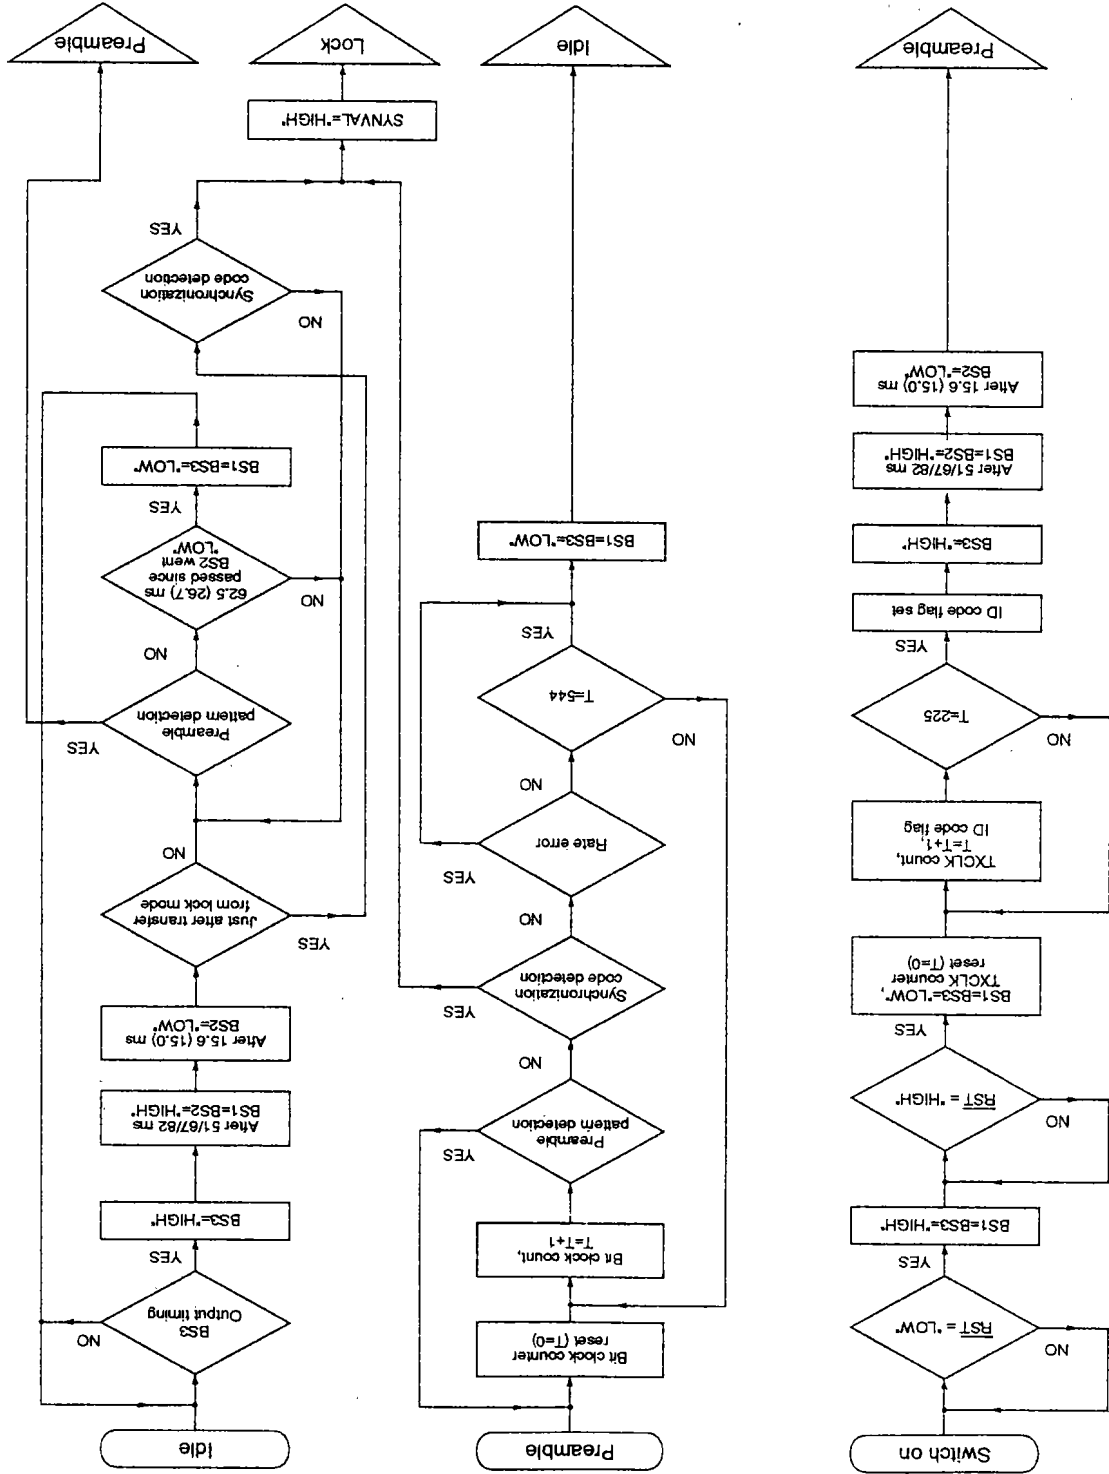 Switch on
RST = "LOW"
NO
YES
BS1=BS3="HIGH"
RST = "HIGH"
NO
YES
BS1=BS3="LOW",
TXCLK counter
reset (T=0)
TXCLK count,
T=T+1,
ID code flag
T=225
NO
YES
ID code flag set
BS3="HIGH"
After 51/67/82 ms
BS1=BS2="HIGH"
After 15.6 (15.0) ms
BS2="LOW"
Preamble
Preamble
Bit clock counter
reset (T=0)
Bit clock count,
T=T+1
Preamble
pattern detection
YES
NO
Synchronization
code detection
YES
NO
Rate error
YES
NO
T=544
NO
YES
BS1=BS3="LOW"
Idle
Idle
BS3
Output timing
NO
YES
BS3="HIGH"
After 51/67/82 ms
BS1=BS2="HIGH"
After 15.6 (15.0) ms
BS2="LOW"
Just after transfer
from lock mode
YES
NO
Preamble
pattern detection
YES
NO
62.5 (26.7) ms
passed since
BS2 went
"LOW"
NO
YES
BS1=BS3="LOW"
Synchronization
code detection
NO
YES
SYNVAL="HIGH"
Lock
Preamble